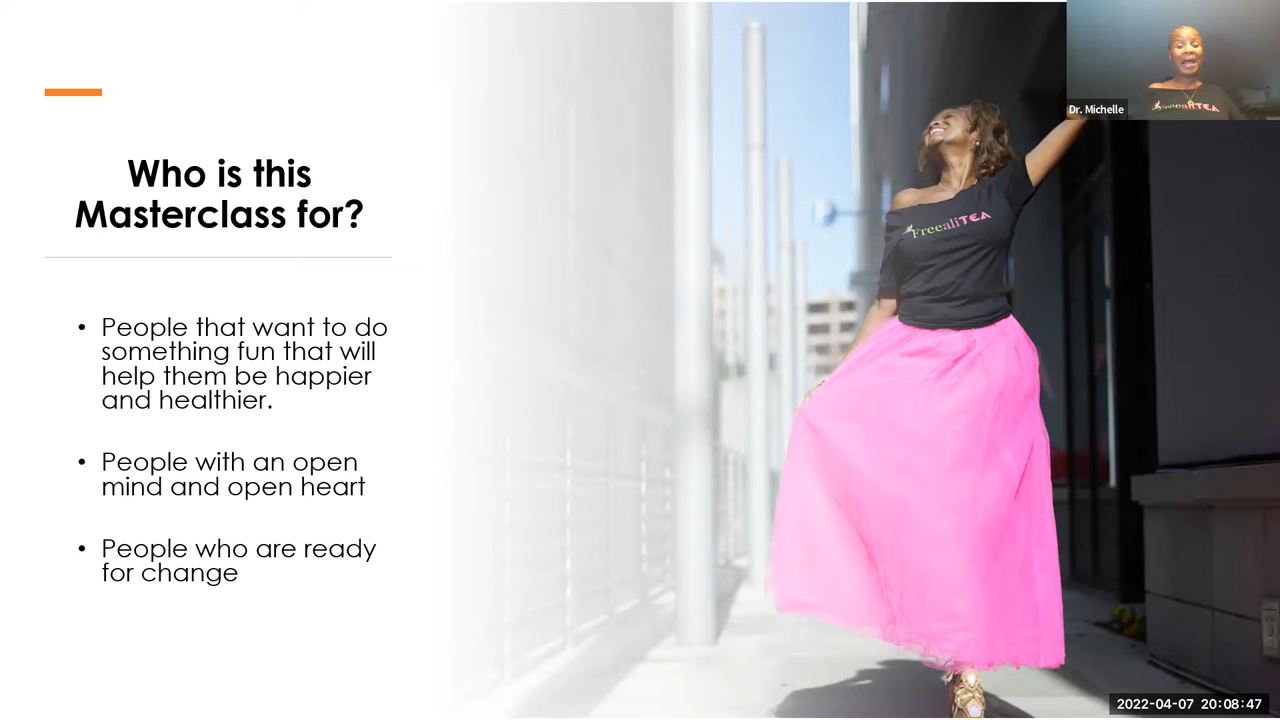 Who is this
Masterclass for?
• People that want to do
something fun that will
help them be happier
and healthier.
• People with an open
mind and open heart
• People who are ready
for change
FreealiTEA
Dr. Michelle
FreealiTEA
2022-04-07 20:08:47